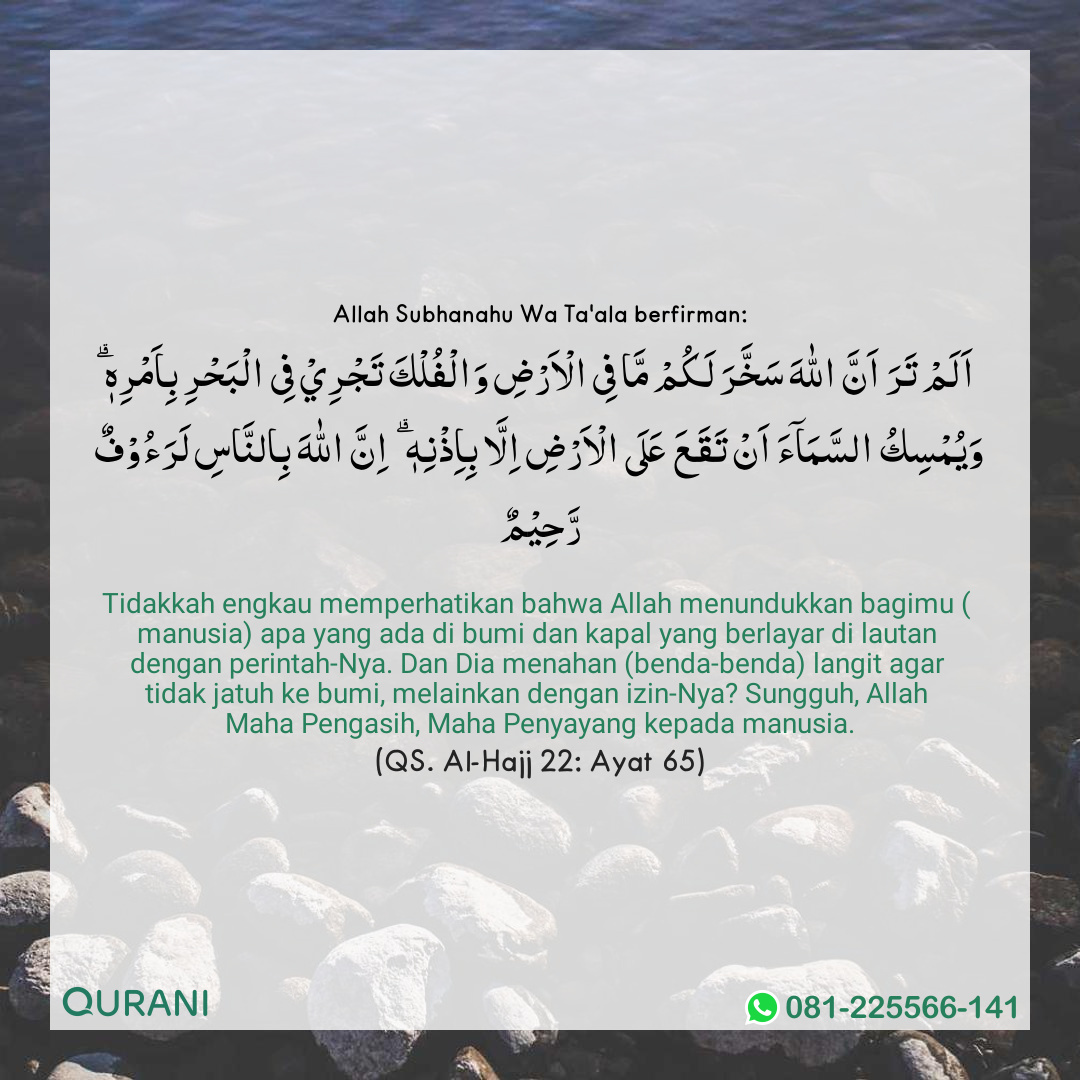 Allah Subhanahu Wa Ta'ala berfirman:
اَلَمْ تَرَ اَنَّ اللّٰهَ سَخَّرَ لَكُمْ مَّا فِى الْاَرْضِ وَالْفُلْكَ تَجْرِيْ فِى الْبَحْرِ بِاَمْرِهٖۗ
وَيُمْسِكُ السَّمَاۤءَ اَنْ تَقَعَ عَلَى الْاَرْضِ اِلَّا بِاِذْنِهٖۗ اِنَّ اللّٰهَ بِالنَّاسِ لَرَءُوْفٌ
رَّحِيْمٌ
Tidakkah engkau memperhatikan bahwa Allah menundukkan bagimu (
manusia) apa yang ada di bumi dan kapal yang berlayar di lautan
dengan perintah-Nya. Dan Dia menahan (benda-benda) langit agar
tidak jatuh ke bumi, melainkan dengan izin-Nya? Sungguh, Allah
Maha Pengasih, Maha Penyayang kepada manusia.
(QS. Al-Hajj 22: Ayat 65)
QURANI
081-225566-141